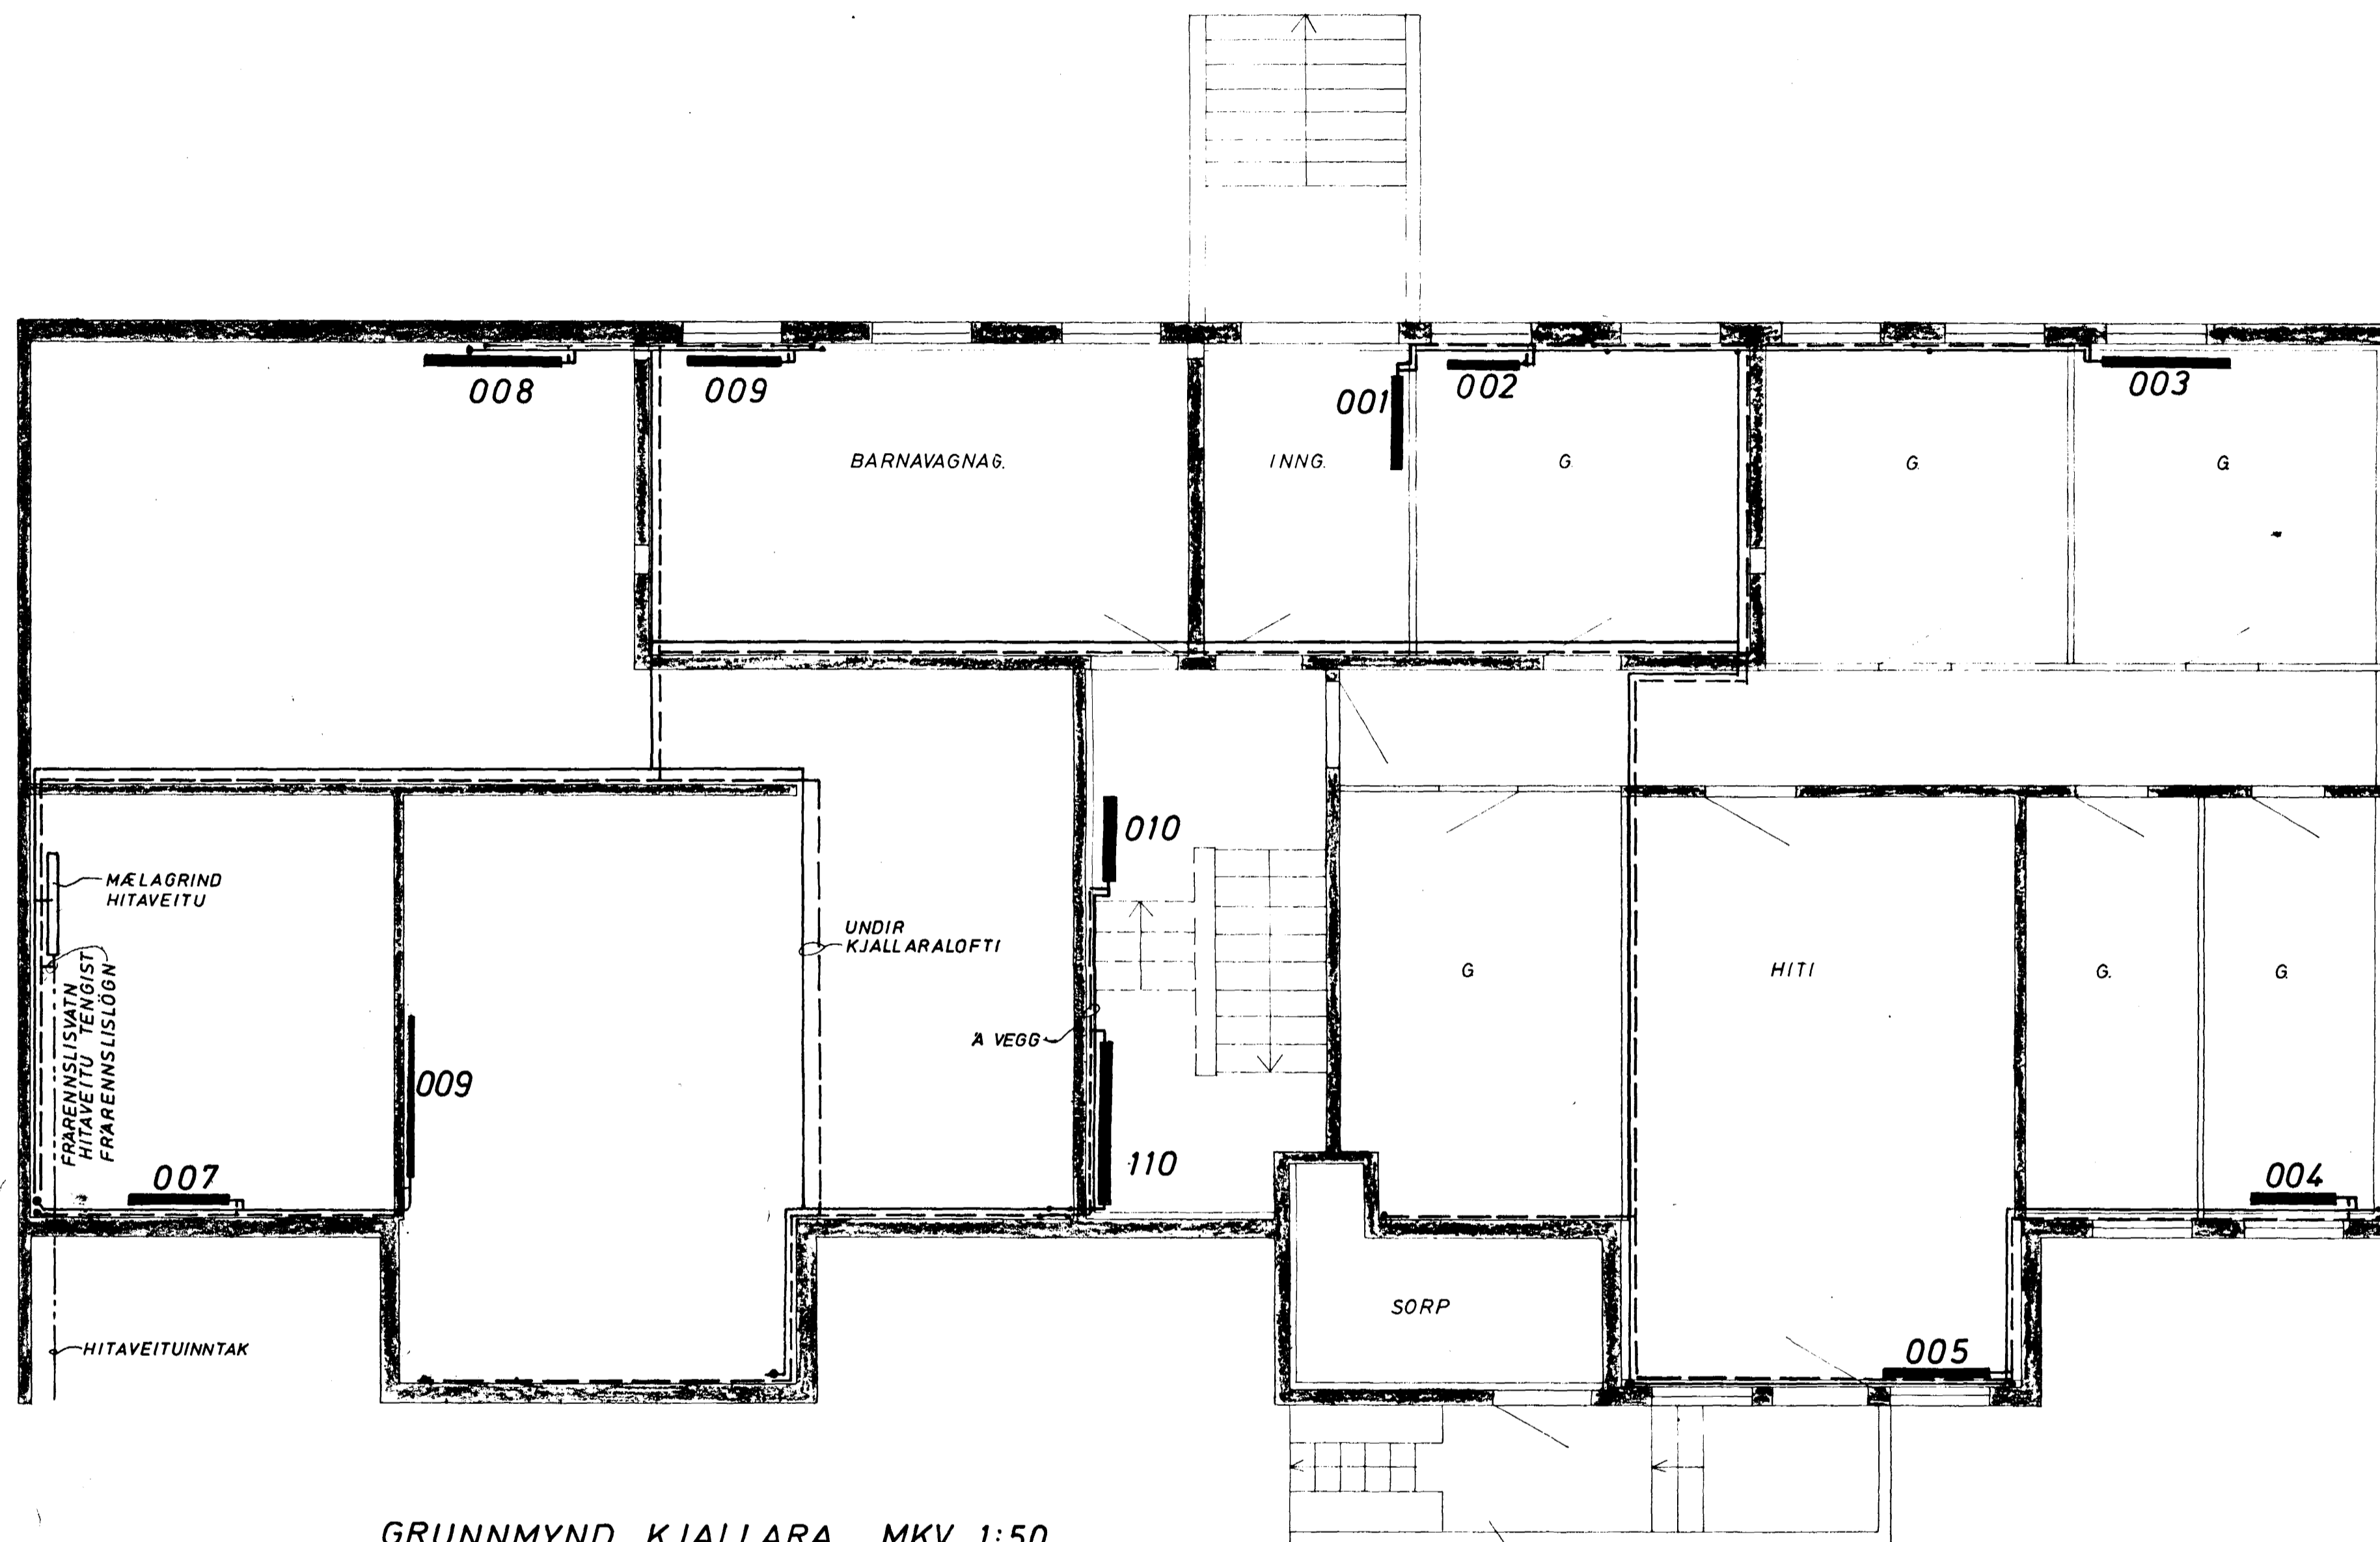 008
009
001
002
003
BARNAVAGNAG.
INNG.
G.
G.
G
010
MÆLAGRIND
HITAVEITU
UNDIR
KJALLARALOFTI
G
HITI
G.
G.
FRÁRENNSLISVATN
HITAVEITU TENGIST
FRÁRENNSLISLÖGN
Á VEGG
009
110
007
004
SORP
HITAVEITUINNTAK
005
GRUNNMYND KJALLARA MKV. 1:50